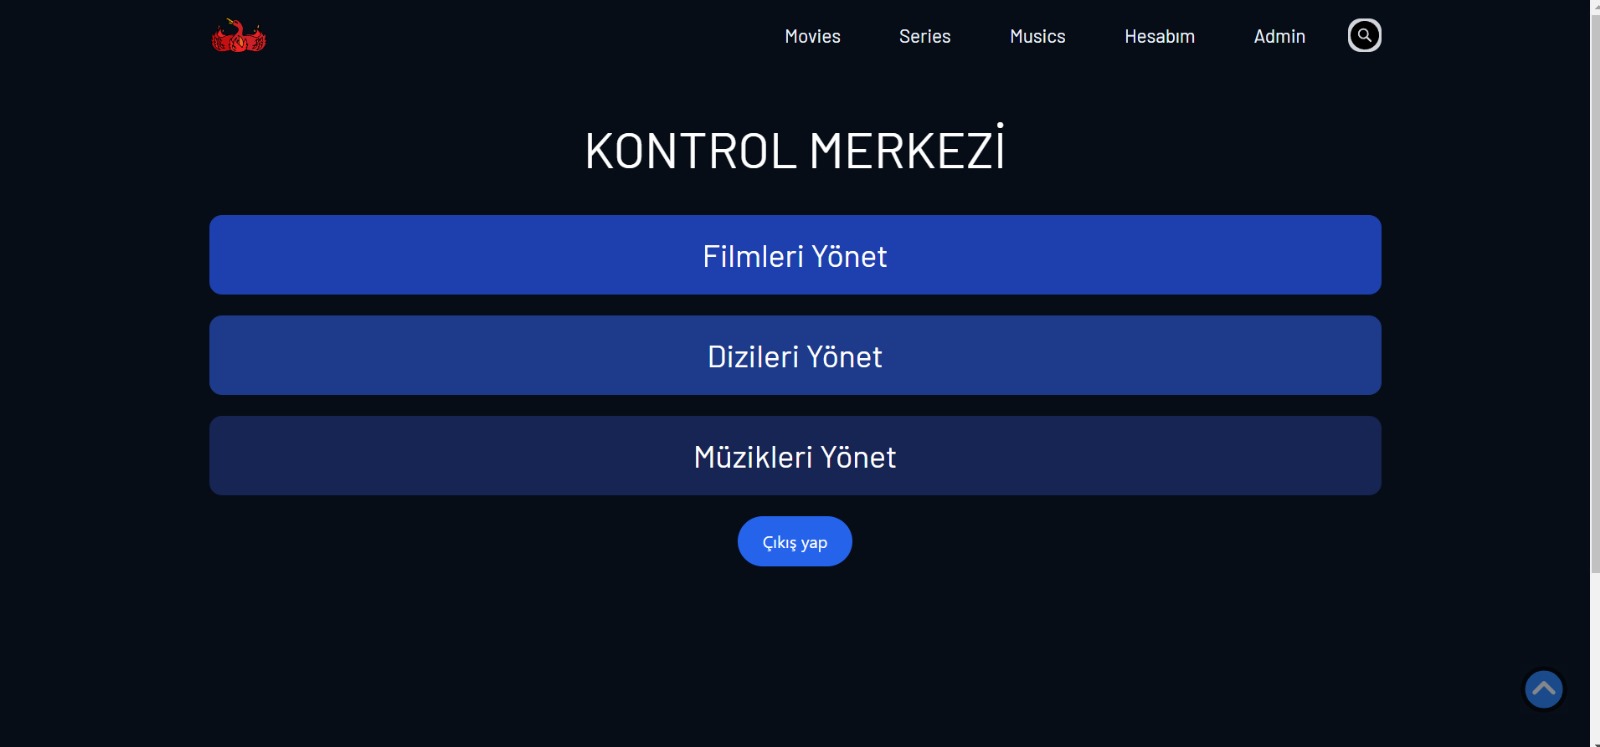 Movies Series Musics Hesabım Admin
KONTROL MERKEZİ
Filmleri Yönet
Dizileri Yönet
Müzikleri Yönet
Çıkış yap